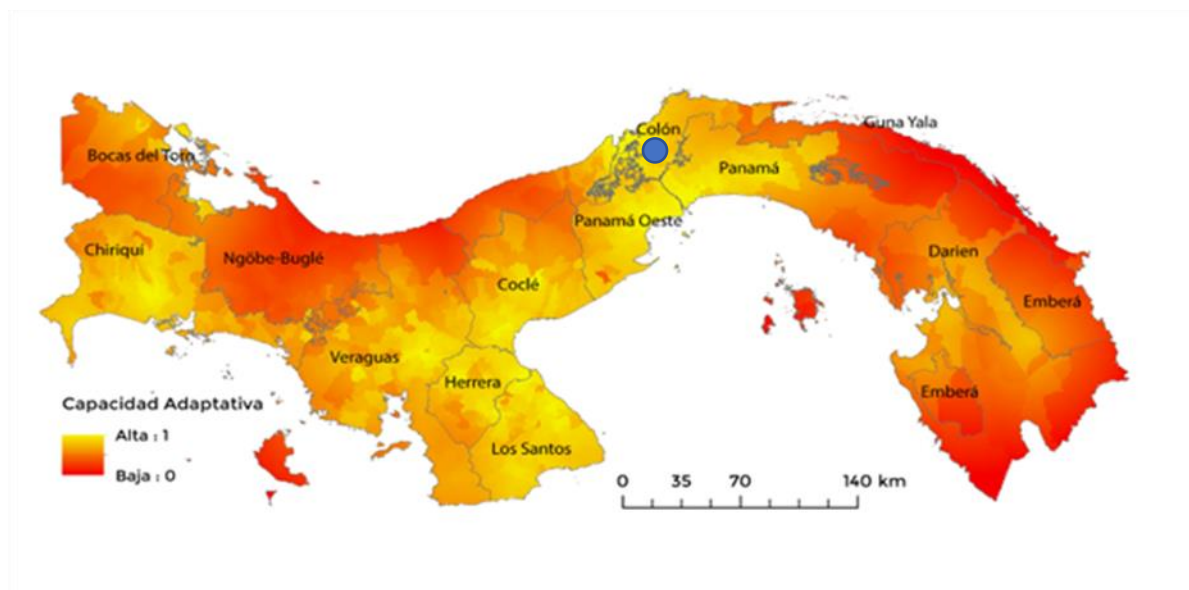 Colón
Guna Yala
Bocas del Toro
Panamá
Panamá Oeste
Chiriquí
Ngöbe-Buglé
Darien
Coclé
Emberá
Veraguas
Herrera
Emberá
Los Santos
Capacidad Adaptativa
Alta : 1
Baja : 0
0 35 70 140 km